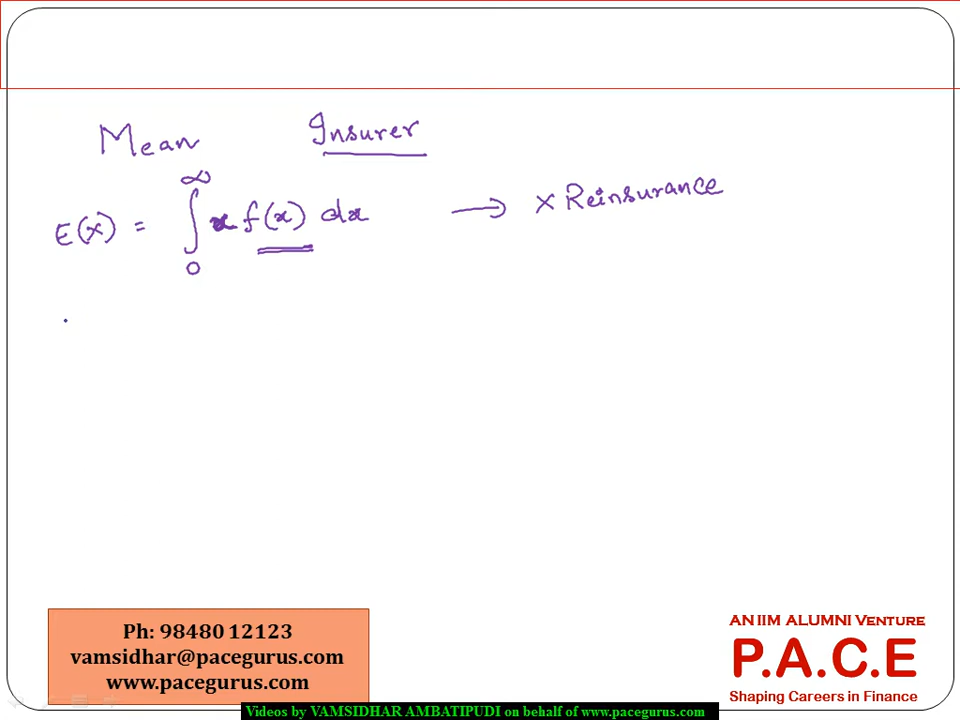 Mean Insurer
E(X) = ∫₀^∞ x f(x) dx → × Reinsurance
Ph: 98480 12123
vamsidhar@pacegurus.com
www.pacegurus.com
AN IIM ALUMNI VENTURE
P.A.C.E
Shaping Careers in Finance
Videos by VAMSIDHAR AMBATIPUDI on behalf of www.pacegurus.com